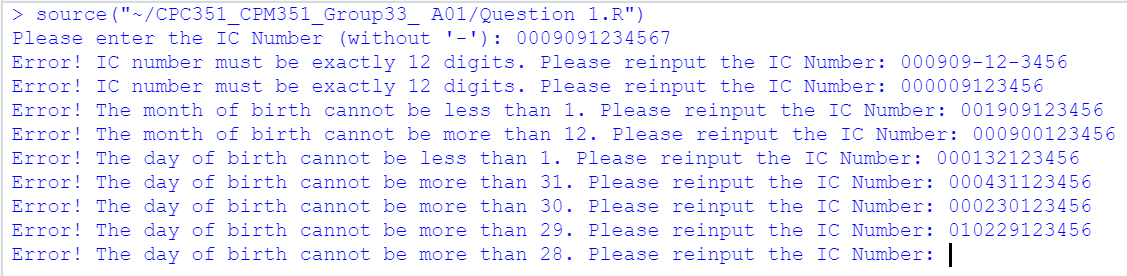 > source("~/CPC351_CPM351_Group33_ A01/Question 1.R")
Please enter the IC Number (without '-'): 0009091234567
Error! IC number must be exactly 12 digits. Please reinput the IC Number: 000909-12-3456
Error! IC number must be exactly 12 digits. Please reinput the IC Number: 000009123456
Error! The month of birth cannot be less than 1. Please reinput the IC Number: 001909123456
Error! The month of birth cannot be more than 12. Please reinput the IC Number: 000900123456
Error! The day of birth cannot be less than 1. Please reinput the IC Number: 000132123456
Error! The day of birth cannot be more than 31. Please reinput the IC Number: 000431123456
Error! The day of birth cannot be more than 30. Please reinput the IC Number: 000230123456
Error! The day of birth cannot be more than 29. Please reinput the IC Number: 010229123456
Error! The day of birth cannot be more than 28. Please reinput the IC Number: